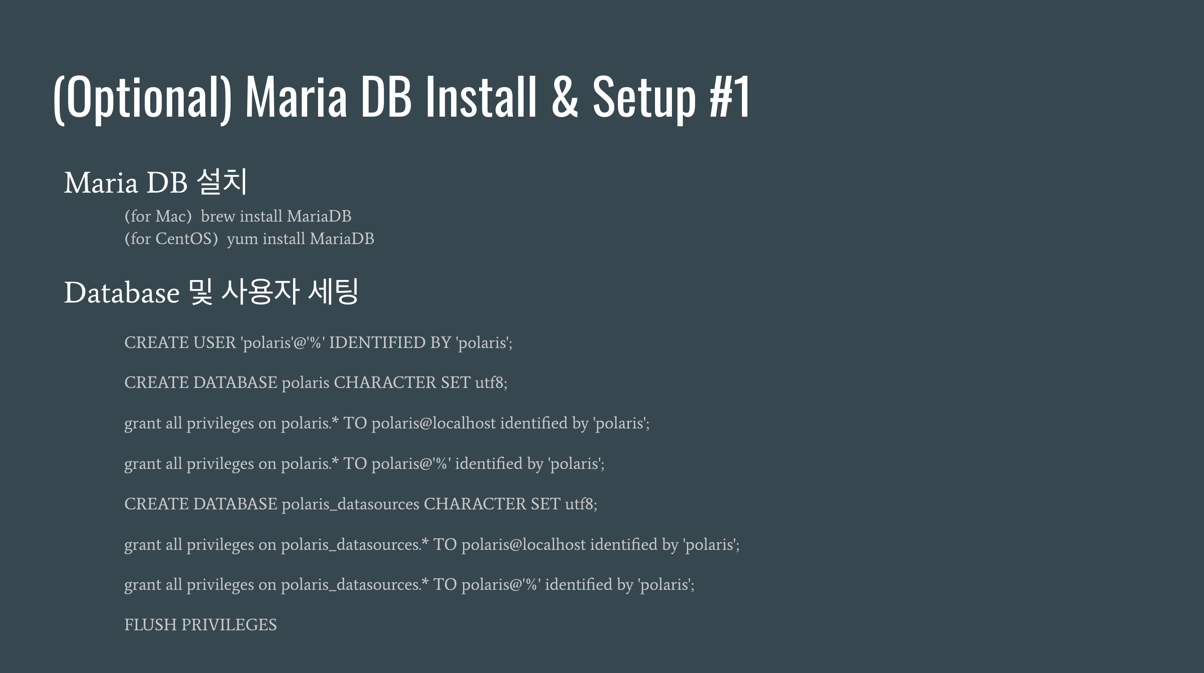 (Optional) Maria DB Install & Setup #1
Maria DB 설치
(for Mac)  brew install MariaDB
(for CentOS)  yum install MariaDB
Database 및 사용자 세팅
CREATE USER 'polaris'@'%' IDENTIFIED BY 'polaris';
CREATE DATABASE polaris CHARACTER SET utf8;
grant all privileges on polaris.* TO polaris@localhost identified by 'polaris';
grant all privileges on polaris.* TO polaris@'%' identified by 'polaris';
CREATE DATABASE polaris_datasources CHARACTER SET utf8;
grant all privileges on polaris_datasources.* TO polaris@localhost identified by 'polaris';
grant all privileges on polaris_datasources.* TO polaris@'%' identified by 'polaris';
FLUSH PRIVILEGES